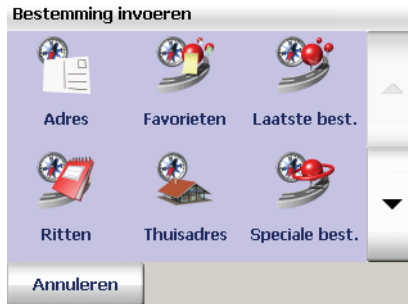 Bestemming invoeren
Adres Favorieten Laatste best.
Ritten Thuisadres Speciale best.
Annuleren